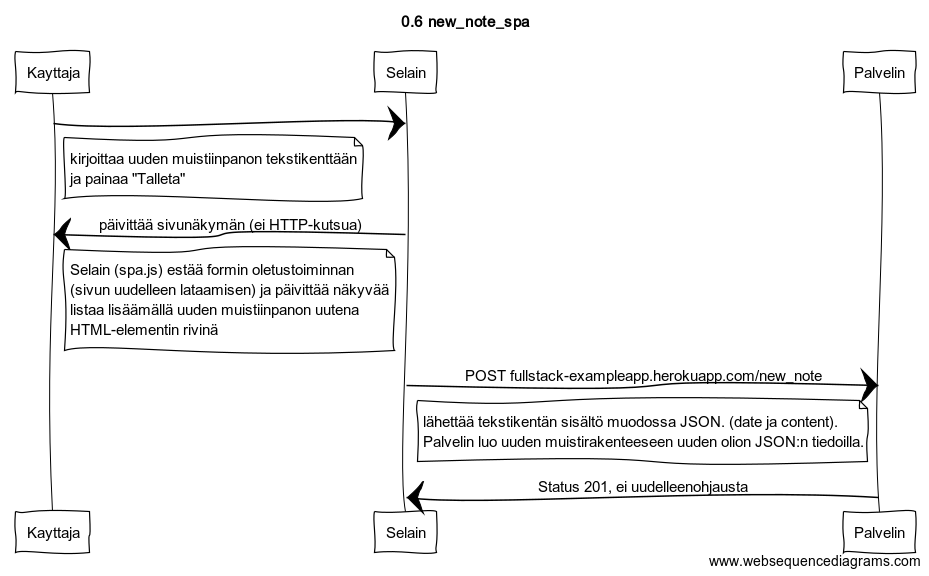 0.6 new_note_spa
Kayttaja
Selain
Palvelin
kirjoittaa uuden muistiinpanon tekstikenttään
ja painaa "Talleta"
päivittää sivunäkymän (ei HTTP-kutsua)
Selain (spa.js) estää formin oletustoiminnan
(sivun uudelleen lataamisen) ja päivittää näkyvää
listaa lisäämällä uuden muistiinpanon uutena
HTML-elementin rivinä
POST fullstack-exampleapp.herokuapp.com/new_note
lähettää tekstikentän sisältö muodossa JSON. (date ja content).
Palvelin luo uuden muistirakenteeseen uuden olion JSON:n tiedoilla.
Status 201, ei uudelleenohjausta
Kayttaja
Selain
Palvelin
www.websequencediagrams.com